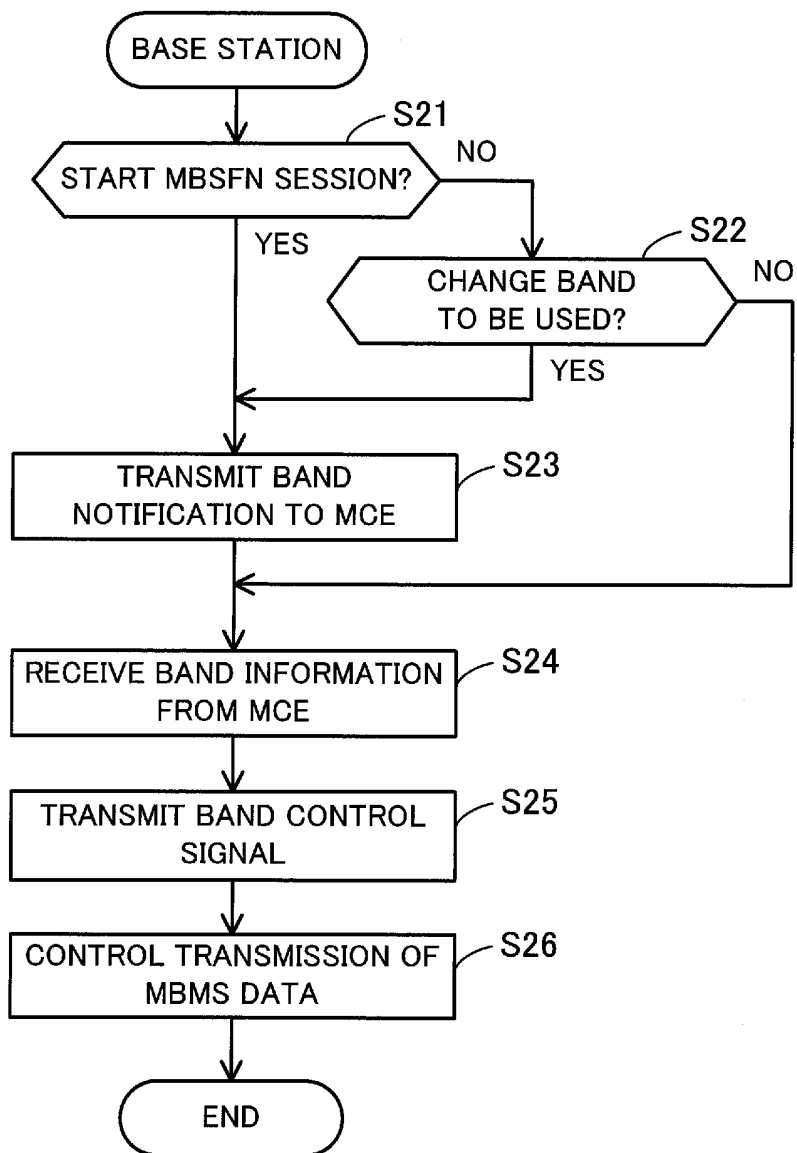 BASE STATION
S21
START MBSFN SESSION?
NO
YES
S22
CHANGE BAND
TO BE USED?
NO
YES
TRANSMIT BAND
NOTIFICATION TO MCE
S23
RECEIVE BAND INFORMATION
FROM MCE
S24
TRANSMIT BAND CONTROL
SIGNAL
S25
CONTROL TRANSMISSION OF
MBMS DATA
S26
END